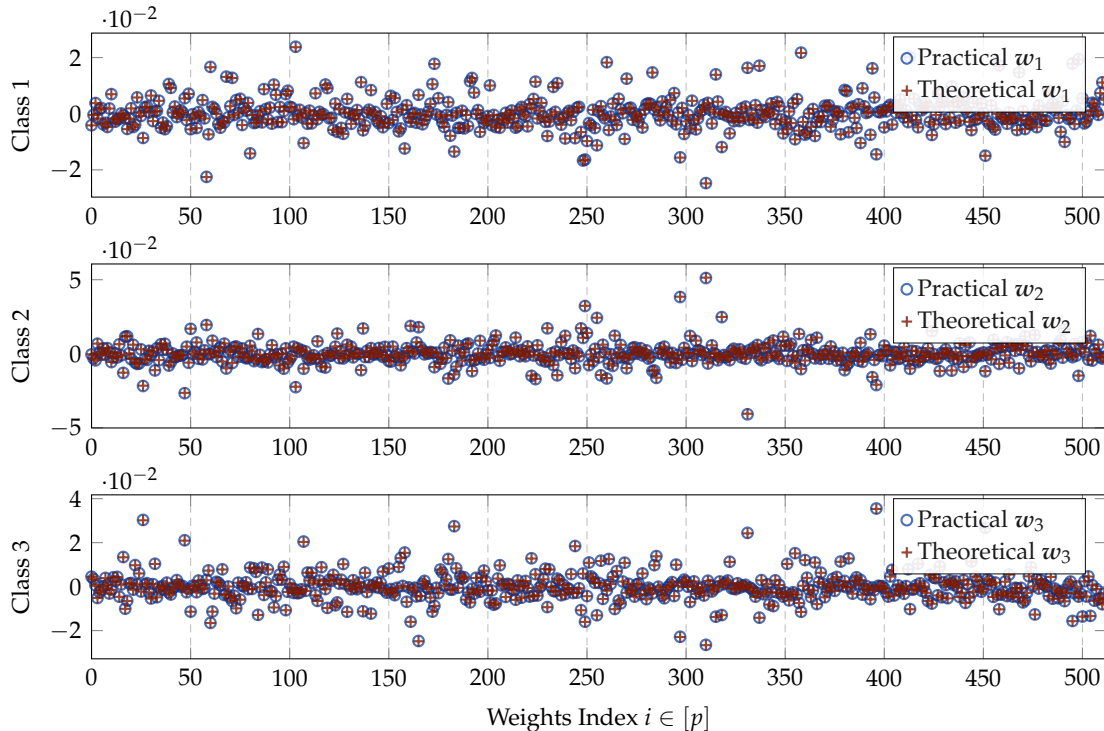 ·10⁻²
Class 1
2
0
−2
Practical w₁
Theoretical w₁
0 50 100 150 200 250 300 350 400 450 500
·10⁻²
Class 2
5
0
−5
Practical w₂
Theoretical w₂
0 50 100 150 200 250 300 350 400 450 500
·10⁻²
Class 3
4
2
0
−2
Practical w₃
Theoretical w₃
0 50 100 150 200 250 300 350 400 450 500
Weights Index i ∈ [p]